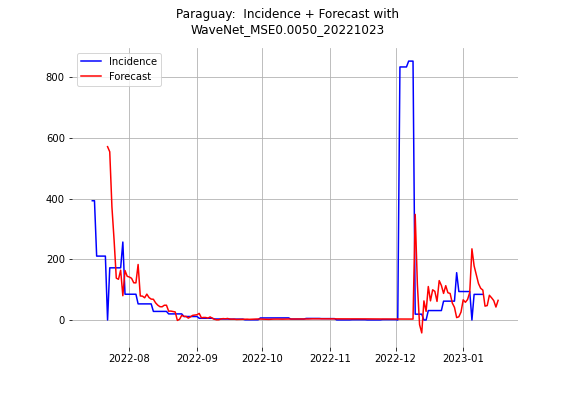 Paraguay:  Incidence + Forecast with
WaveNet_MSE0.0050_20221023
Incidence
Forecast
800
600
400
200
0
2022-08
2022-09
2022-10
2022-11
2022-12
2023-01